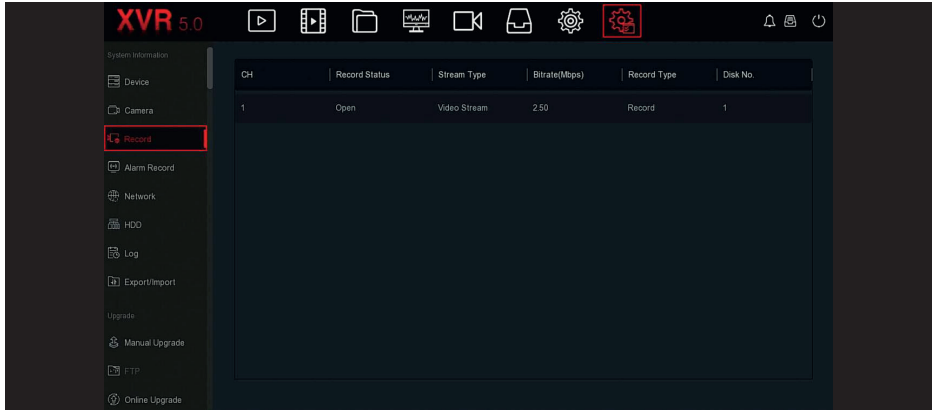 XVR 5.0
System Information
Device
Camera
Record
Alarm Record
Network
HDD
Log
Export/Import
Upgrade
Manual Upgrade
FTP
Online Upgrade
CH Record Status Stream Type Bitrate(Mbps) Record Type Disk No.
1 Open Video Stream 2.50 Record 1